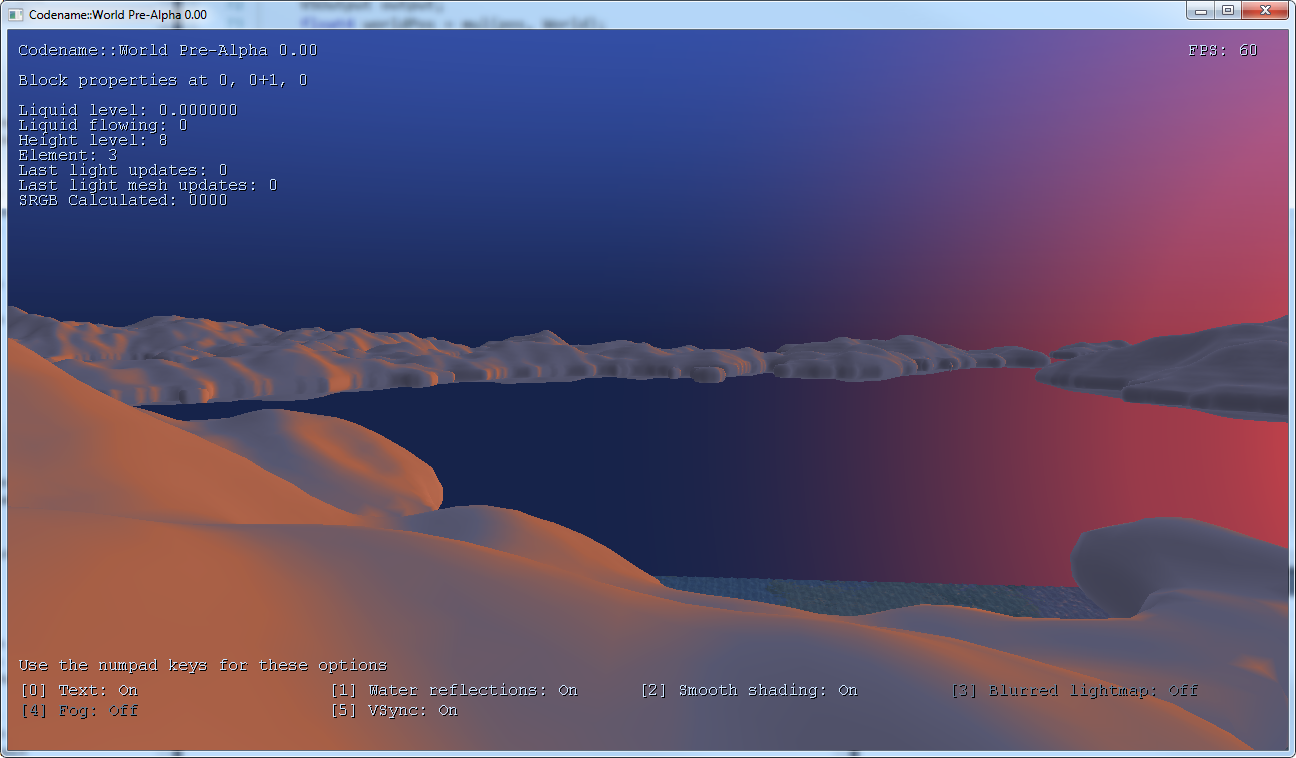 Codename::World Pre-Alpha 0.00
Codename::World Pre-Alpha 0.00 FPS: 60
Block properties at 0, 0+1, 0
Liquid level: 0.000000
Liquid flowing: 0
Height level: 8
Element: 3
Last light updates: 0
Last light mesh updates: 0
SRGB Calculated: 0000
Use the numpad keys for these options
[0] Text: On [1] Water reflections: On [2] Smooth shading: On [3] Blurred lightmap: Off
[4] Fog: Off [5] VSync: On